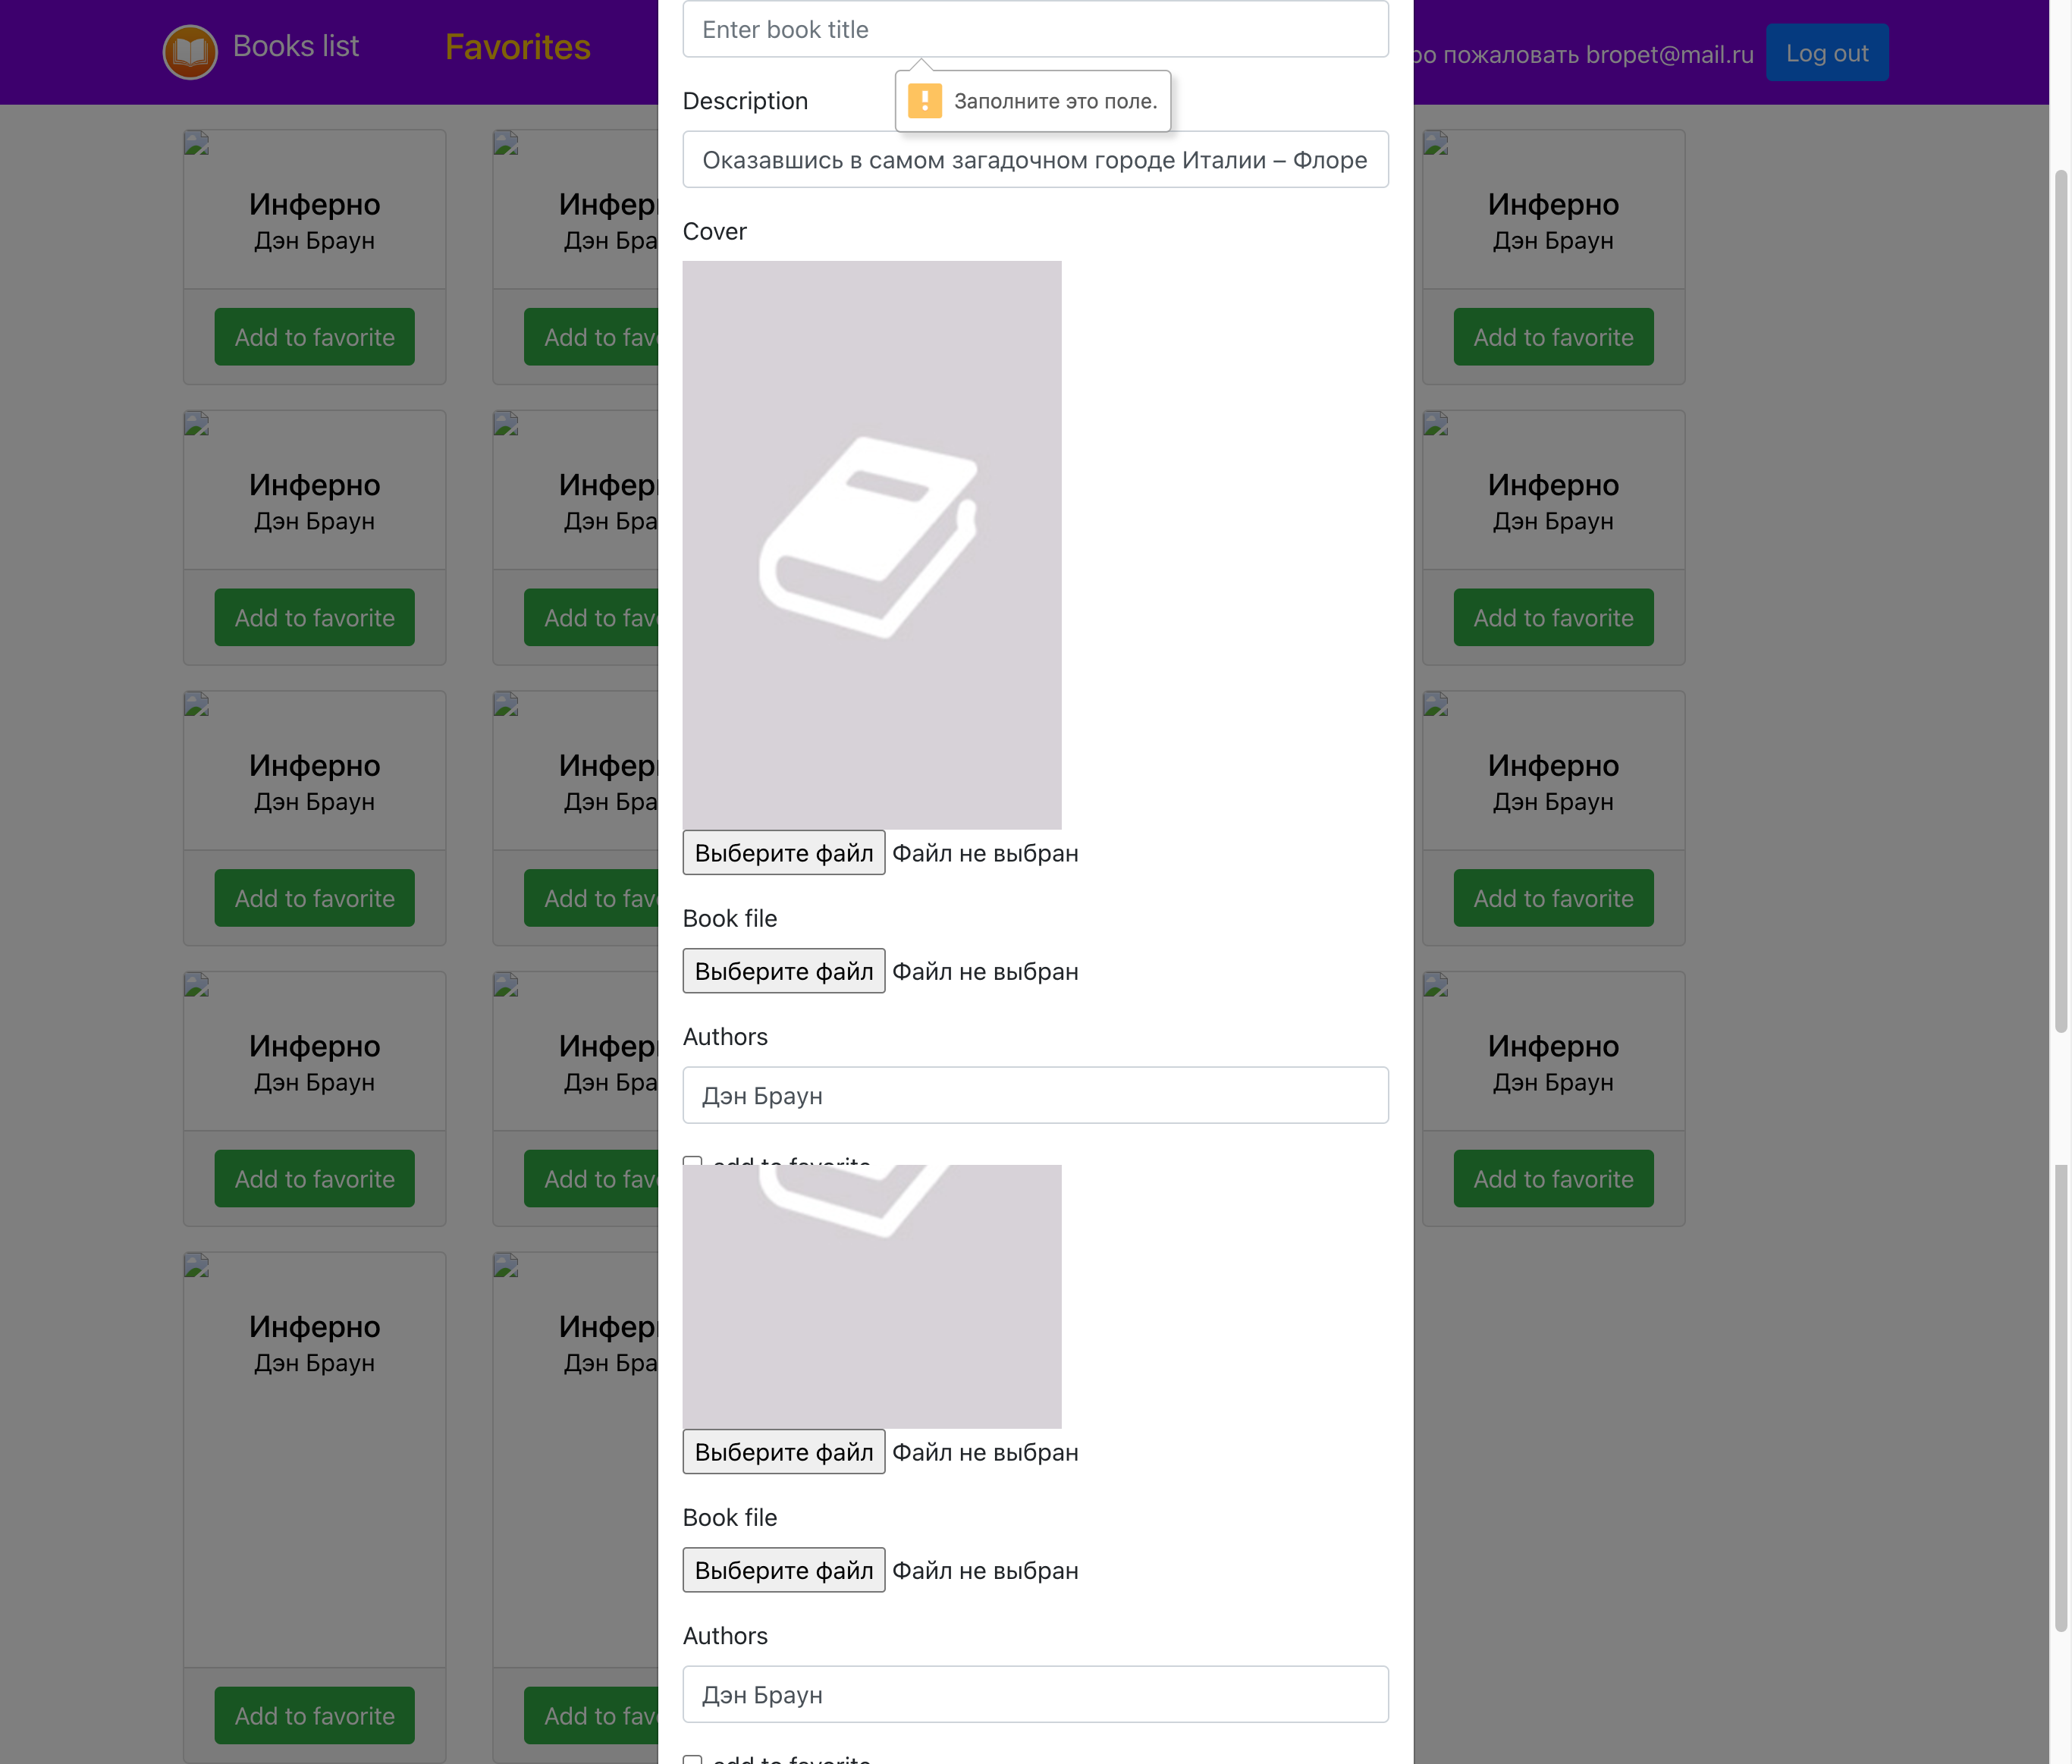 Books list
Favorites
ро пожаловать bropet@mail.ru
Log out
Enter book title
Заполните это поле.
Description
Оказавшись в самом загадочном городе Италии – Флоре
Cover
Выберите файл Файл не выбран
Book file
Выберите файл Файл не выбран
Authors
Дэн Браун
add to favorite
Выберите файл Файл не выбран
Book file
Выберите файл Файл не выбран
Authors
Дэн Браун
add to favorite
Инферно
Дэн Браун
Add to favorite
Инфер
Дэн Бра
Add to fav
Инферно
Дэн Браун
Add to favorite
Инферно
Дэн Браун
Add to favorite
Инфер
Дэн Бра
Add to fav
Инферно
Дэн Браун
Add to favorite
Инферно
Дэн Браун
Add to favorite
Инфер
Дэн Бра
Add to fav
Инферно
Дэн Браун
Add to favorite
Инферно
Дэн Браун
Add to favorite
Инфер
Дэн Бра
Add to fav
Инферно
Дэн Браун
Add to favorite
Инферно
Дэн Браун
Add to favorite
Инфер
Дэн Бра
Add to fav